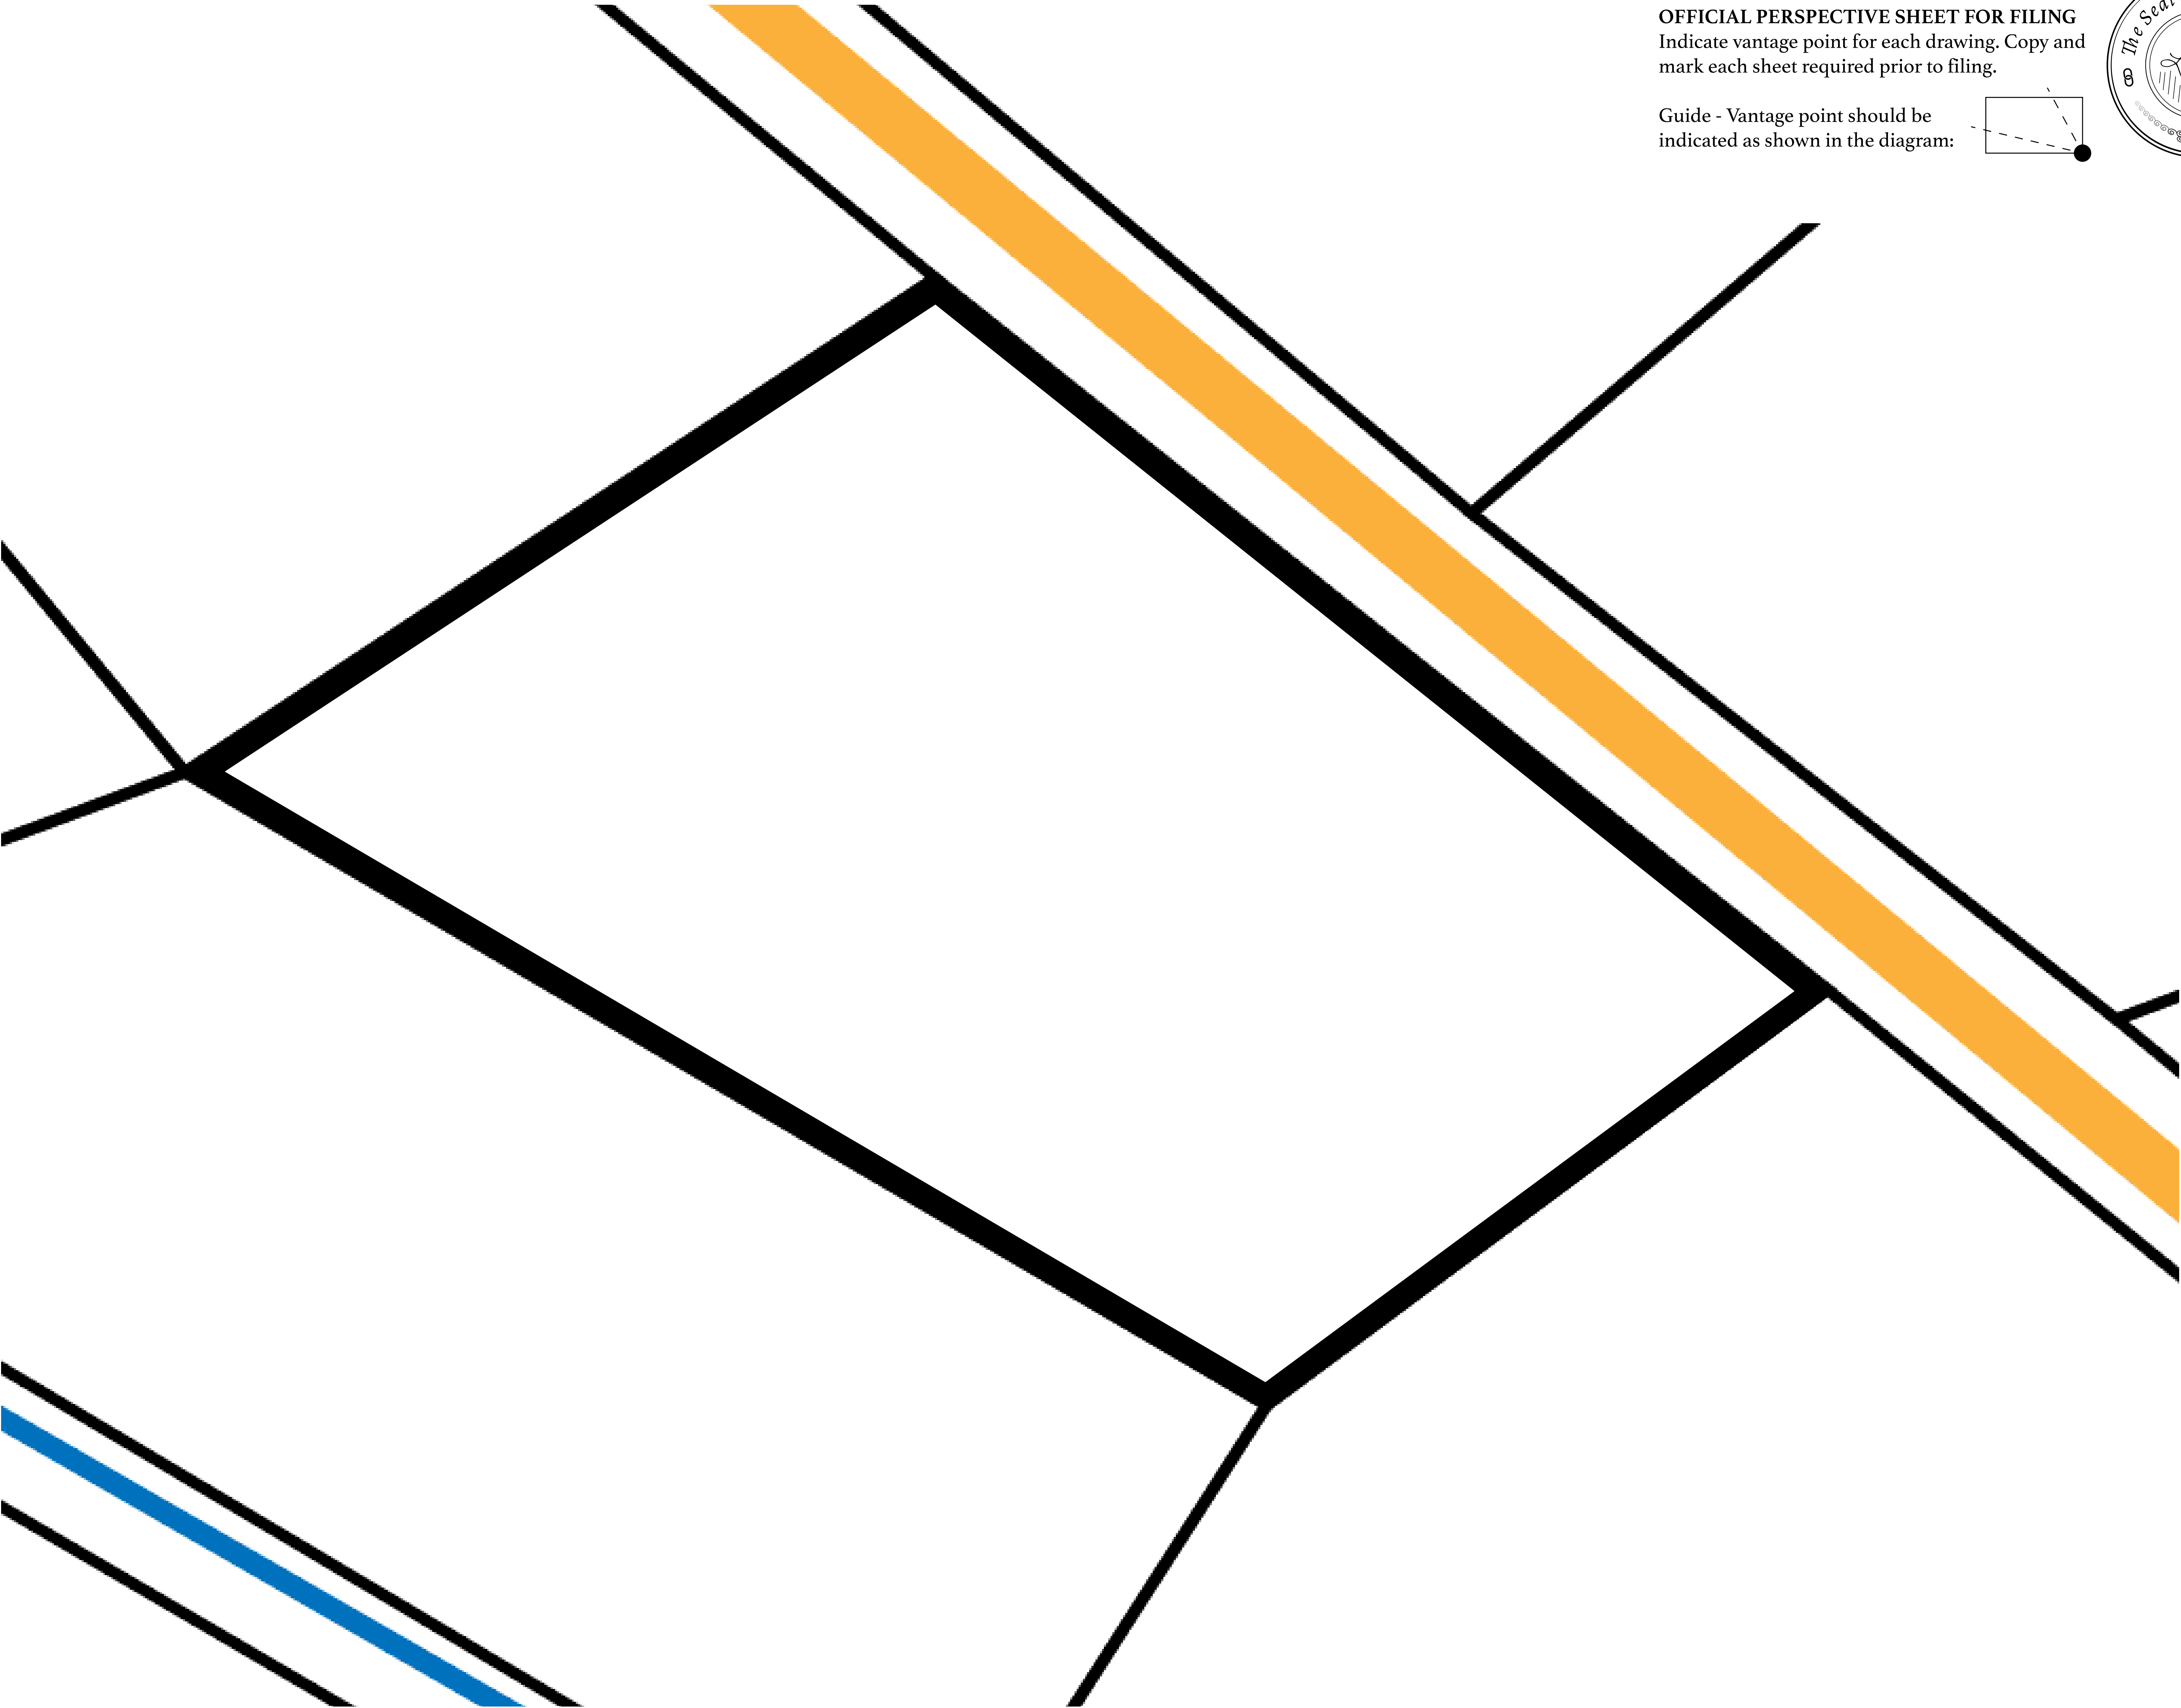 OFFICIAL PERSPECTIVE SHEET FOR FILING
Indicate vantage point for each drawing. Copy and
mark each sheet required prior to filing.
Guide - Vantage point should be
indicated as shown in the diagram:
The Seal